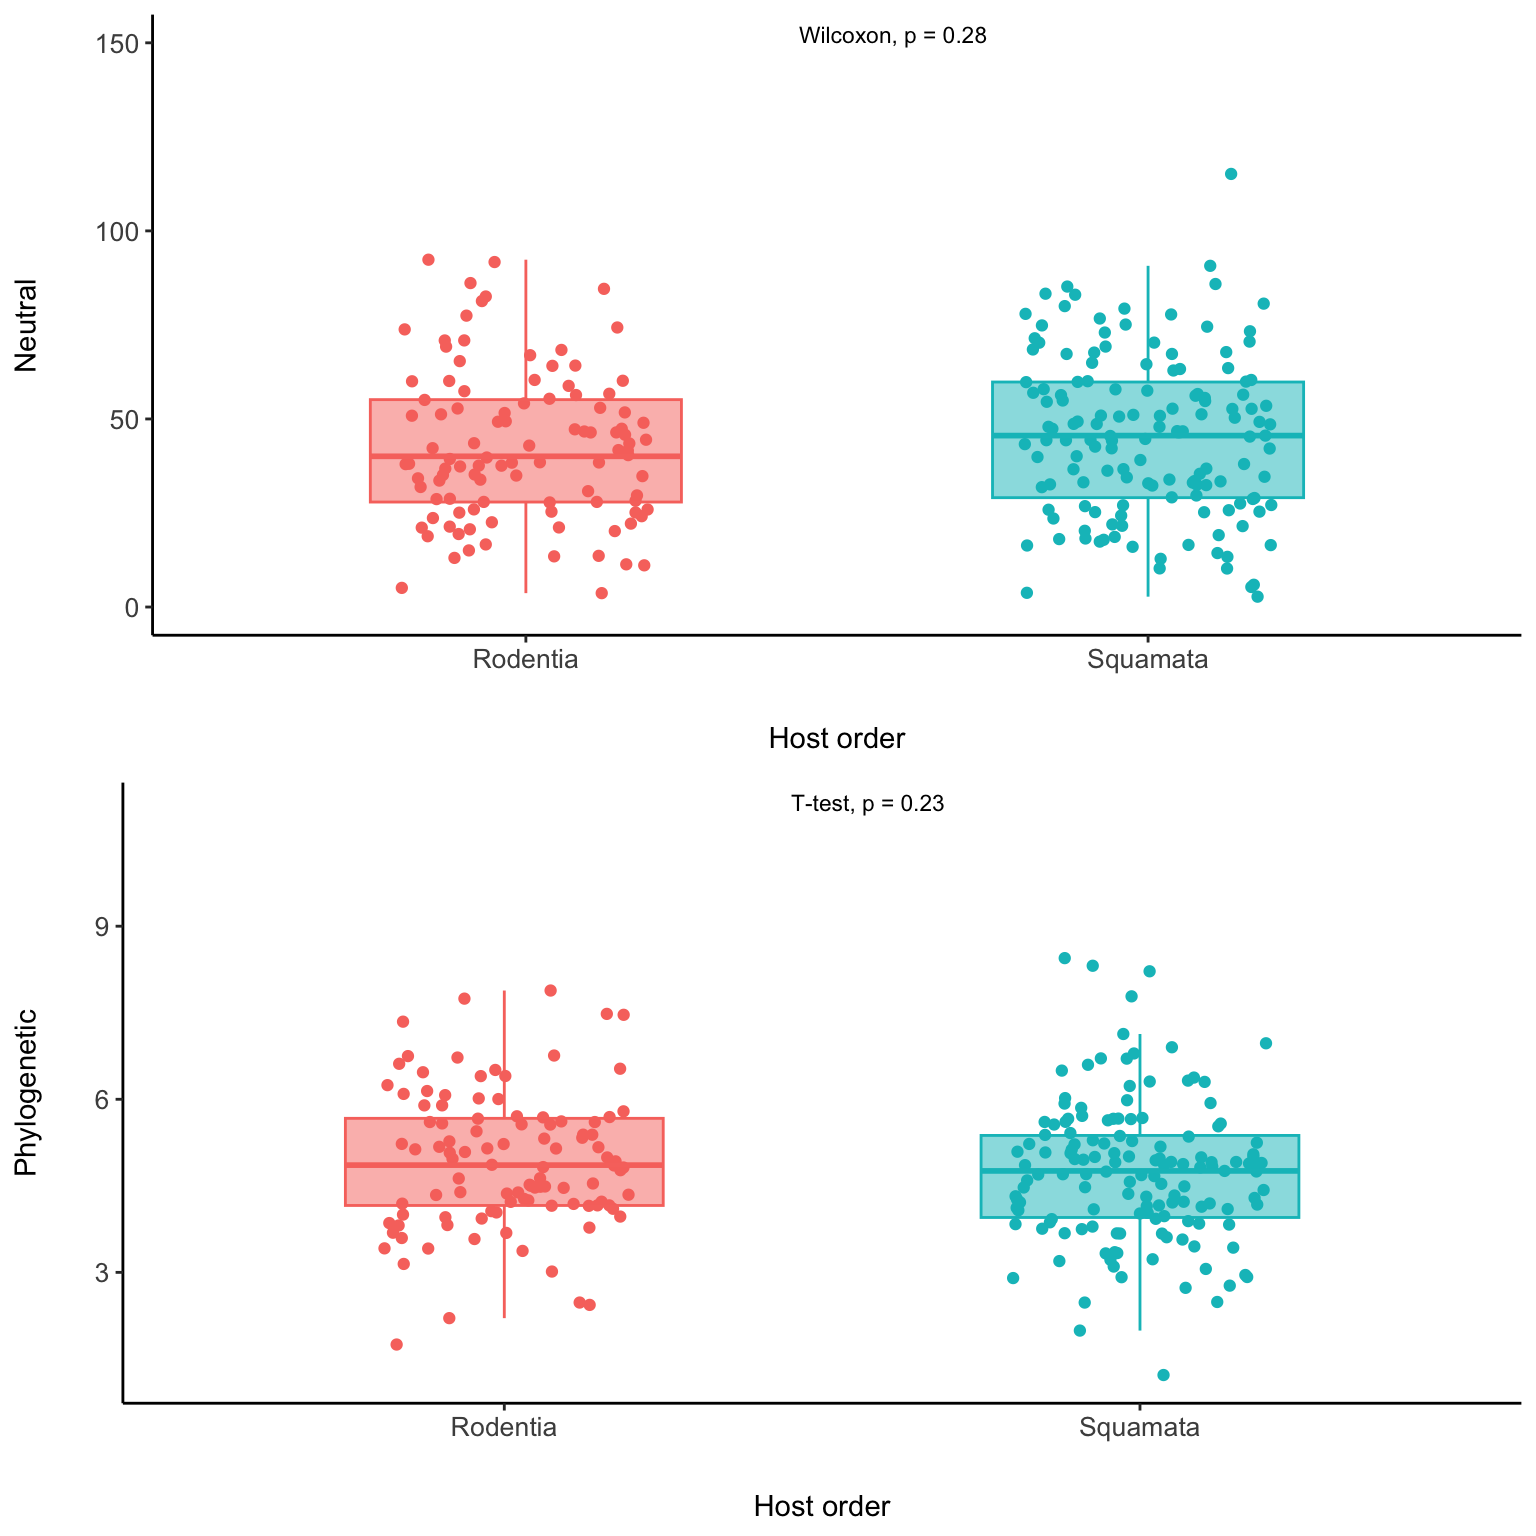 Wilcoxon, p = 0.28
150
100
50
0
Neutral
Rodentia
Squamata
Host order
T-test, p = 0.23
9
6
3
Phylogenetic
Rodentia
Squamata
Host order